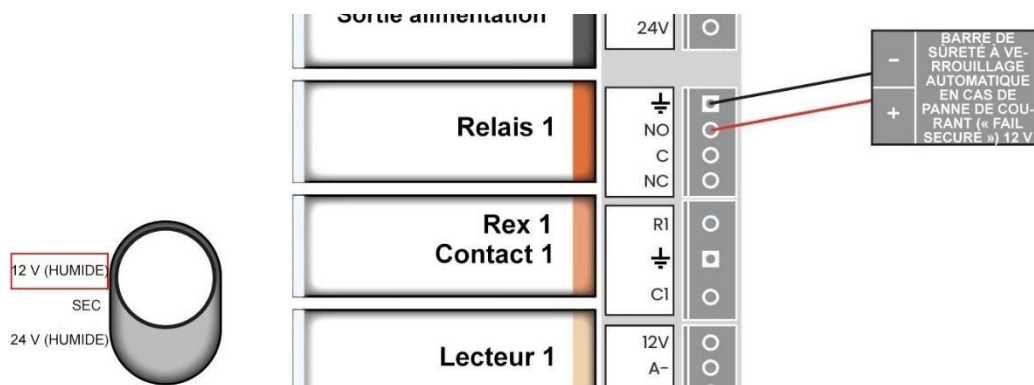 Sortie alimentation
24V
BARRE DE
SÛRETÉ À VE-
RROUILLAGE
AUTOMATIQUE
EN CAS DE
PANNE DE COU-
RANT (« FAIL
SECURE ») 12 V
-
+
Relais 1
NO
C
NC
Rex 1
Contact 1
R1
C1
12 V (HUMIDE)
SEC
24 V (HUMIDE)
Lecteur 1
12V
A-